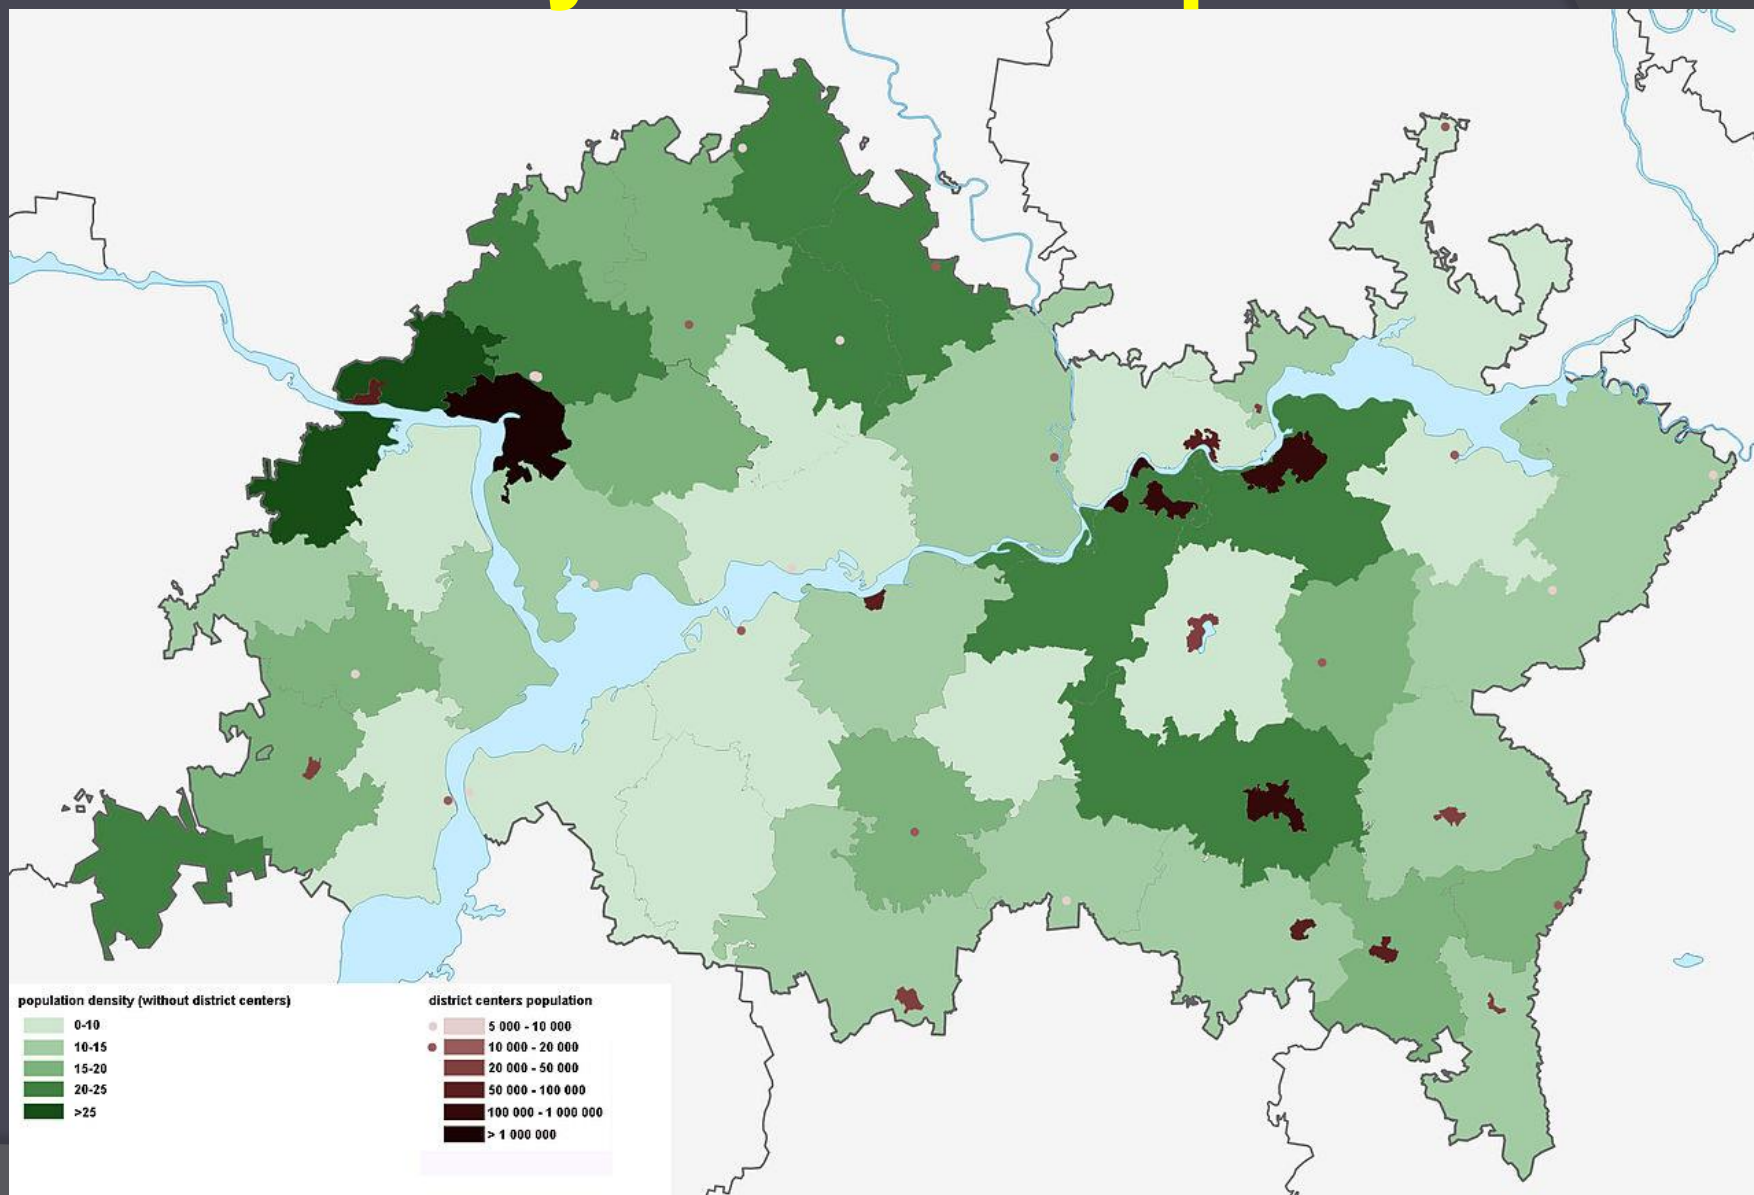 population density (without district centers)
0-10
10-15
15-20
20-25
>25
district centers population
5 000 - 10 000
10 000 - 20 000
20 000 - 50 000
50 000 - 100 000
100 000 - 1 000 000
> 1 000 000